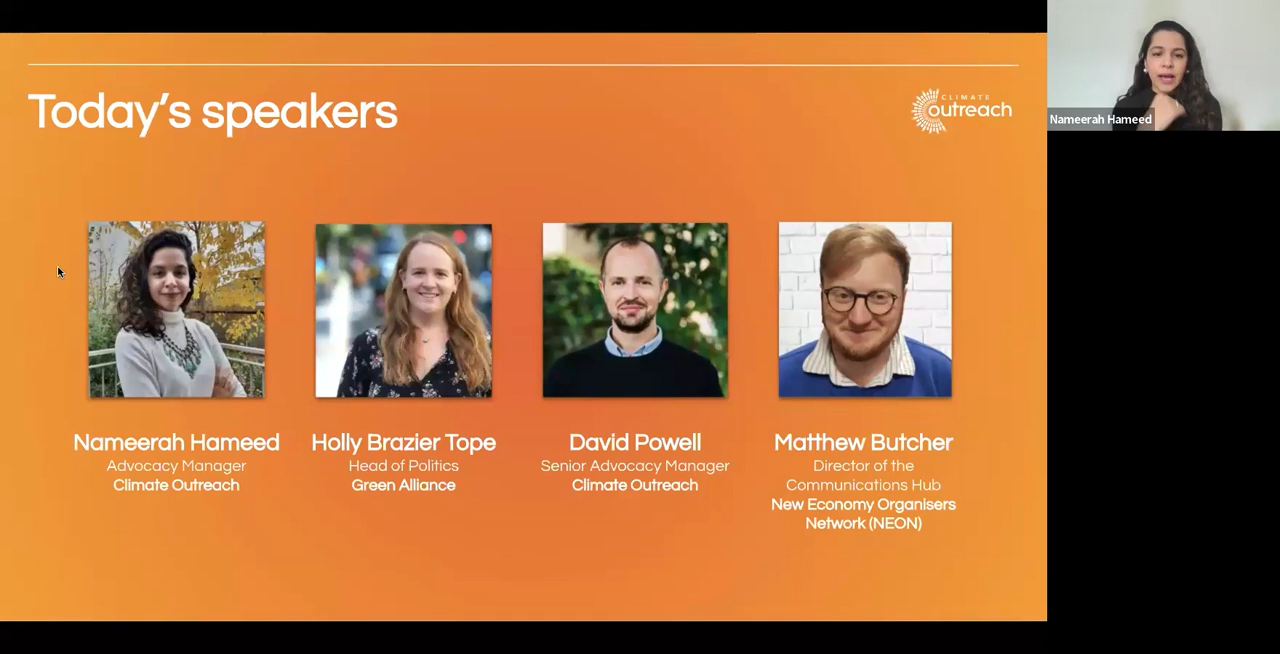 Today's speakers
CLIMATE
outreach
Nameerah Hameed
Nameerah Hameed
Advocacy Manager
Climate Outreach
Holly Brazier Tope
Head of Politics
Green Alliance
David Powell
Senior Advocacy Manager
Climate Outreach
Matthew Butcher
Director of the
Communications Hub
New Economy Organisers
Network (NEON)